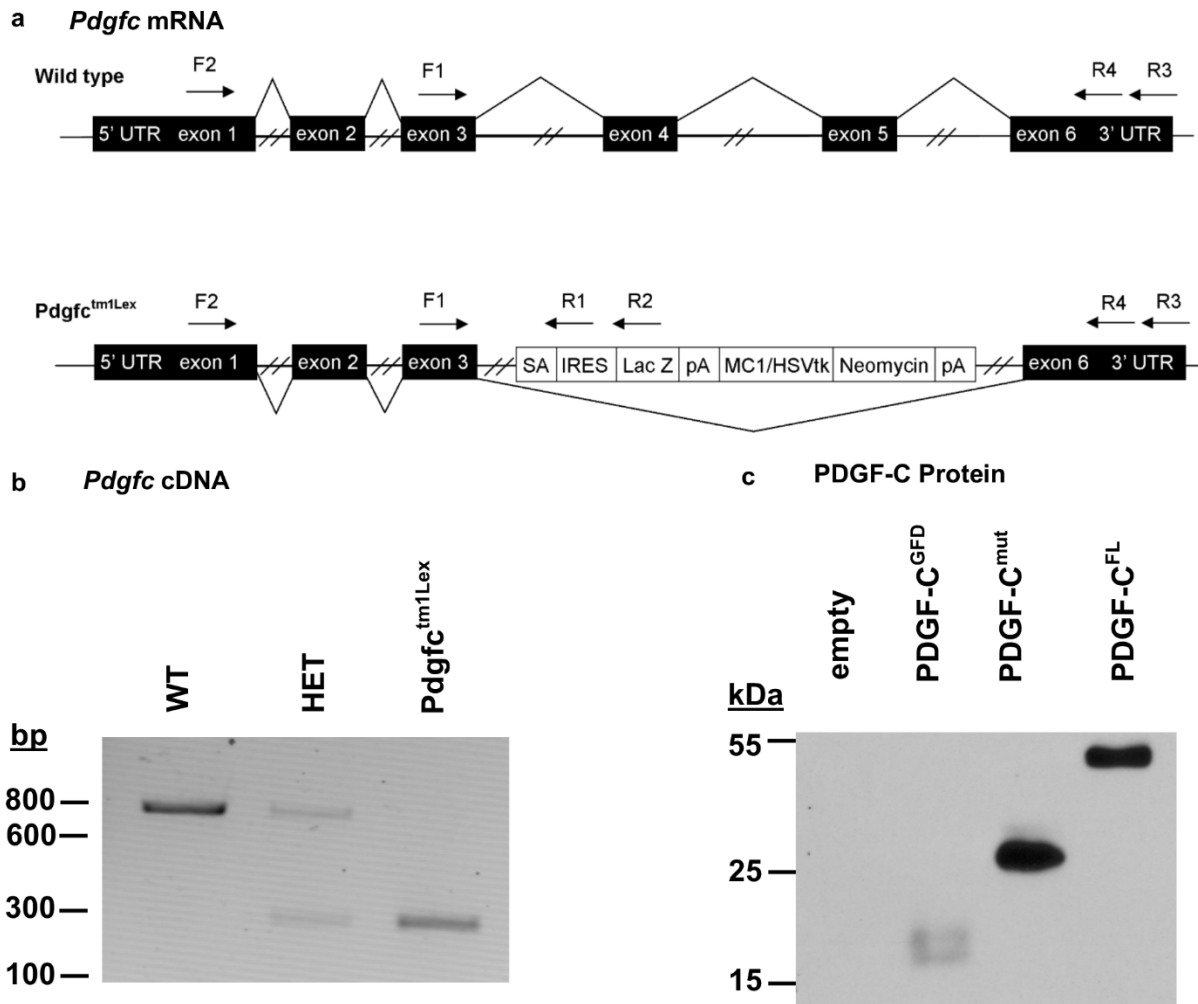 a Pdgfc mRNA
Wild type
F2 F1 R4 R3
5' UTR exon 1 exon 2 exon 3 exon 4 exon 5 exon 6 3' UTR
Pdgfctm1Lex
F2 F1 R1 R2 R4 R3
5' UTR exon 1 exon 2 exon 3 SA IRES Lac Z pA MC1/HSVtk Neomycin pA exon 6 3' UTR
b Pdgfc cDNA
WT HET Pdgfctm1Lex
bp
800
600
300
100
c PDGF-C Protein
empty PDGF-CGFD PDGF-Cmut PDGF-CFL
kDa
55
25
15